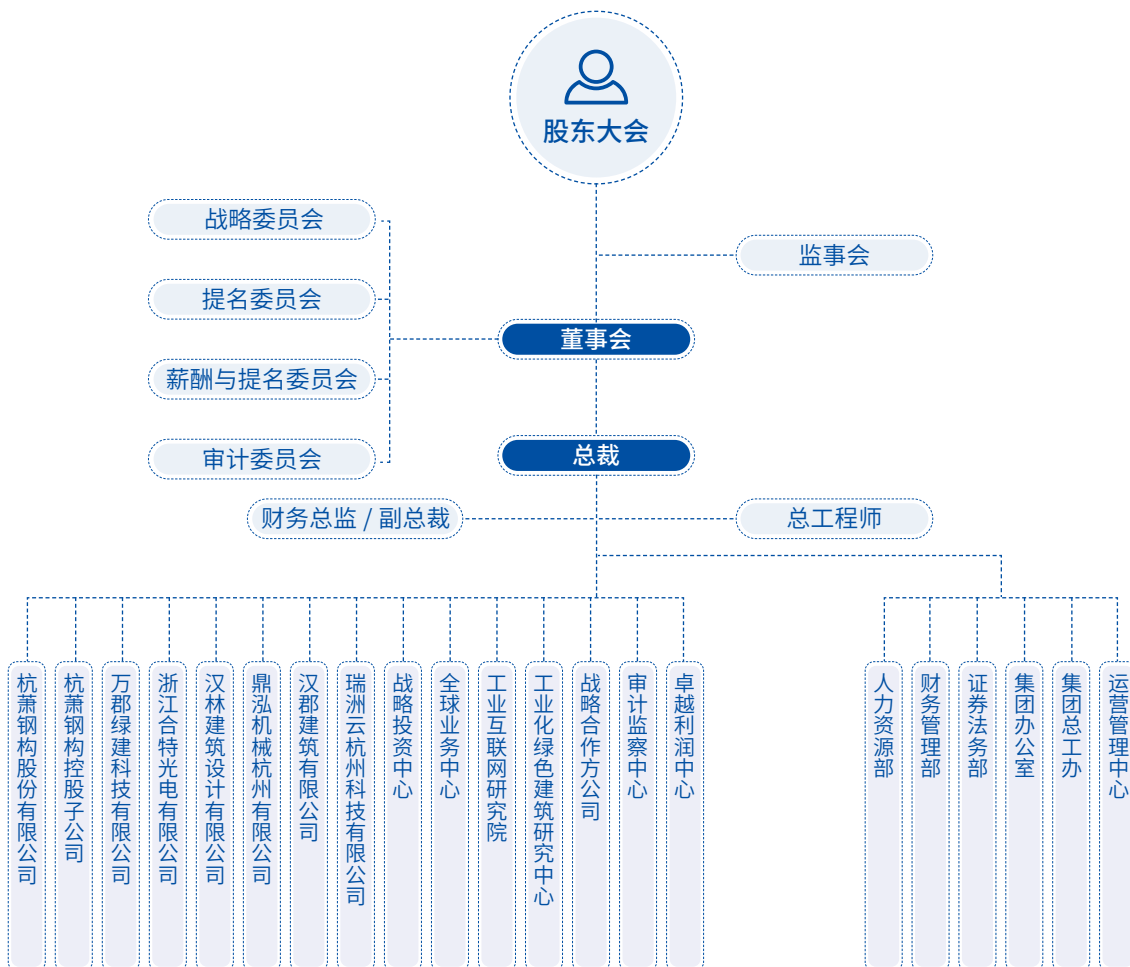 股东大会
战略委员会
监事会
提名委员会
董事会
薪酬与提名委员会
总裁
审计委员会
财务总监 / 副总裁
总工程师
杭萧钢构股份有限公司
杭萧钢构控股子公司
万郡绿建科技有限公司
浙江合特光电有限公司
汉林建筑设计有限公司
鼎泓机械杭州有限公司
汉郡建筑有限公司
瑞洲云杭州科技有限公司
战略投资中心
全球业务中心
工业互联网研究院
工业化绿色建筑研究中心
战略合作方公司
审计监察中心
卓越利润中心
人力资源部
财务管理部
证券法务部
集团办公室
集团总工办
运营管理中心